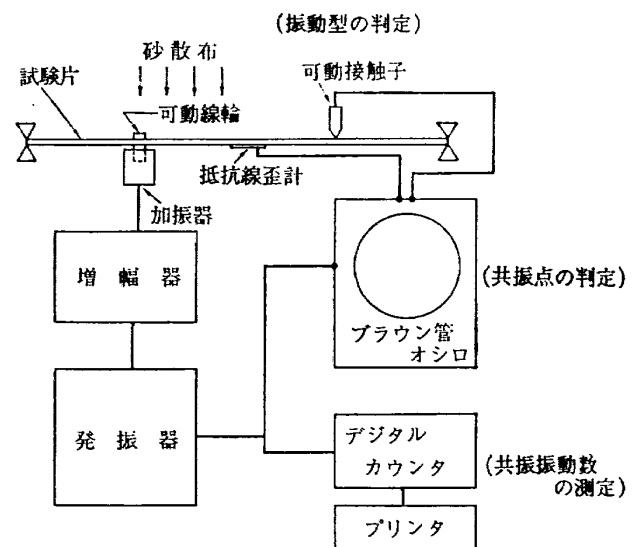 (振動型の判定)
砂散布
試験片
可動接触子
可動線輪
抵抗線歪計
加振器
増幅器
(共振点の判定)
ブラウン管
オシロ
発振器
デジタル
カウンタ
(共振振動数
の測定)
プリンタ